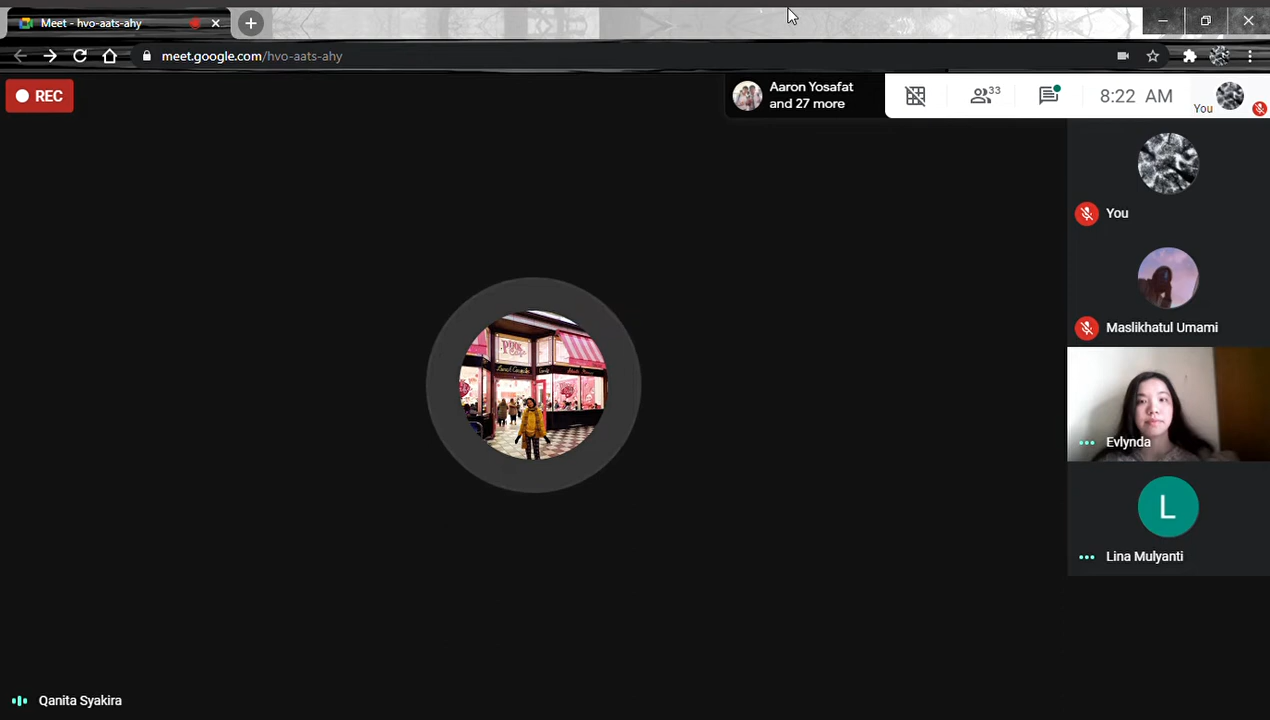 Meet - hvo-aats-ahy
meet.google.com/hvo-aats-ahy
REC
Aaron Yosafat
and 27 more
33
8:22 AM
You
You
Maslikhatul Umami
Evlynda
L
Lina Mulyanti
Qanita Syakira